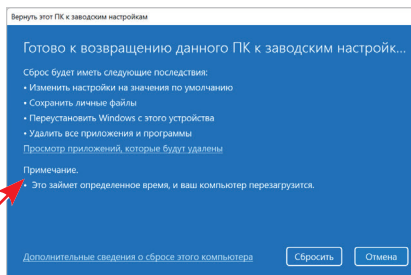 Вернуть этот ПК к заводским настройкам
Готово к возвращению данного ПК к заводским настройк...
Сброс будет иметь следующие последствия:
• Изменить настройки на значения по умолчанию
• Сохранить личные файлы
• Переустановить Windows с этого устройства
• Удалить все приложения и программы
Просмотр приложений, которые будут удалены
Примечание.
• Это займет определенное время, и ваш компьютер перезагрузится.
Дополнительные сведения о сбросе этого компьютера
Сбросить
Отмена